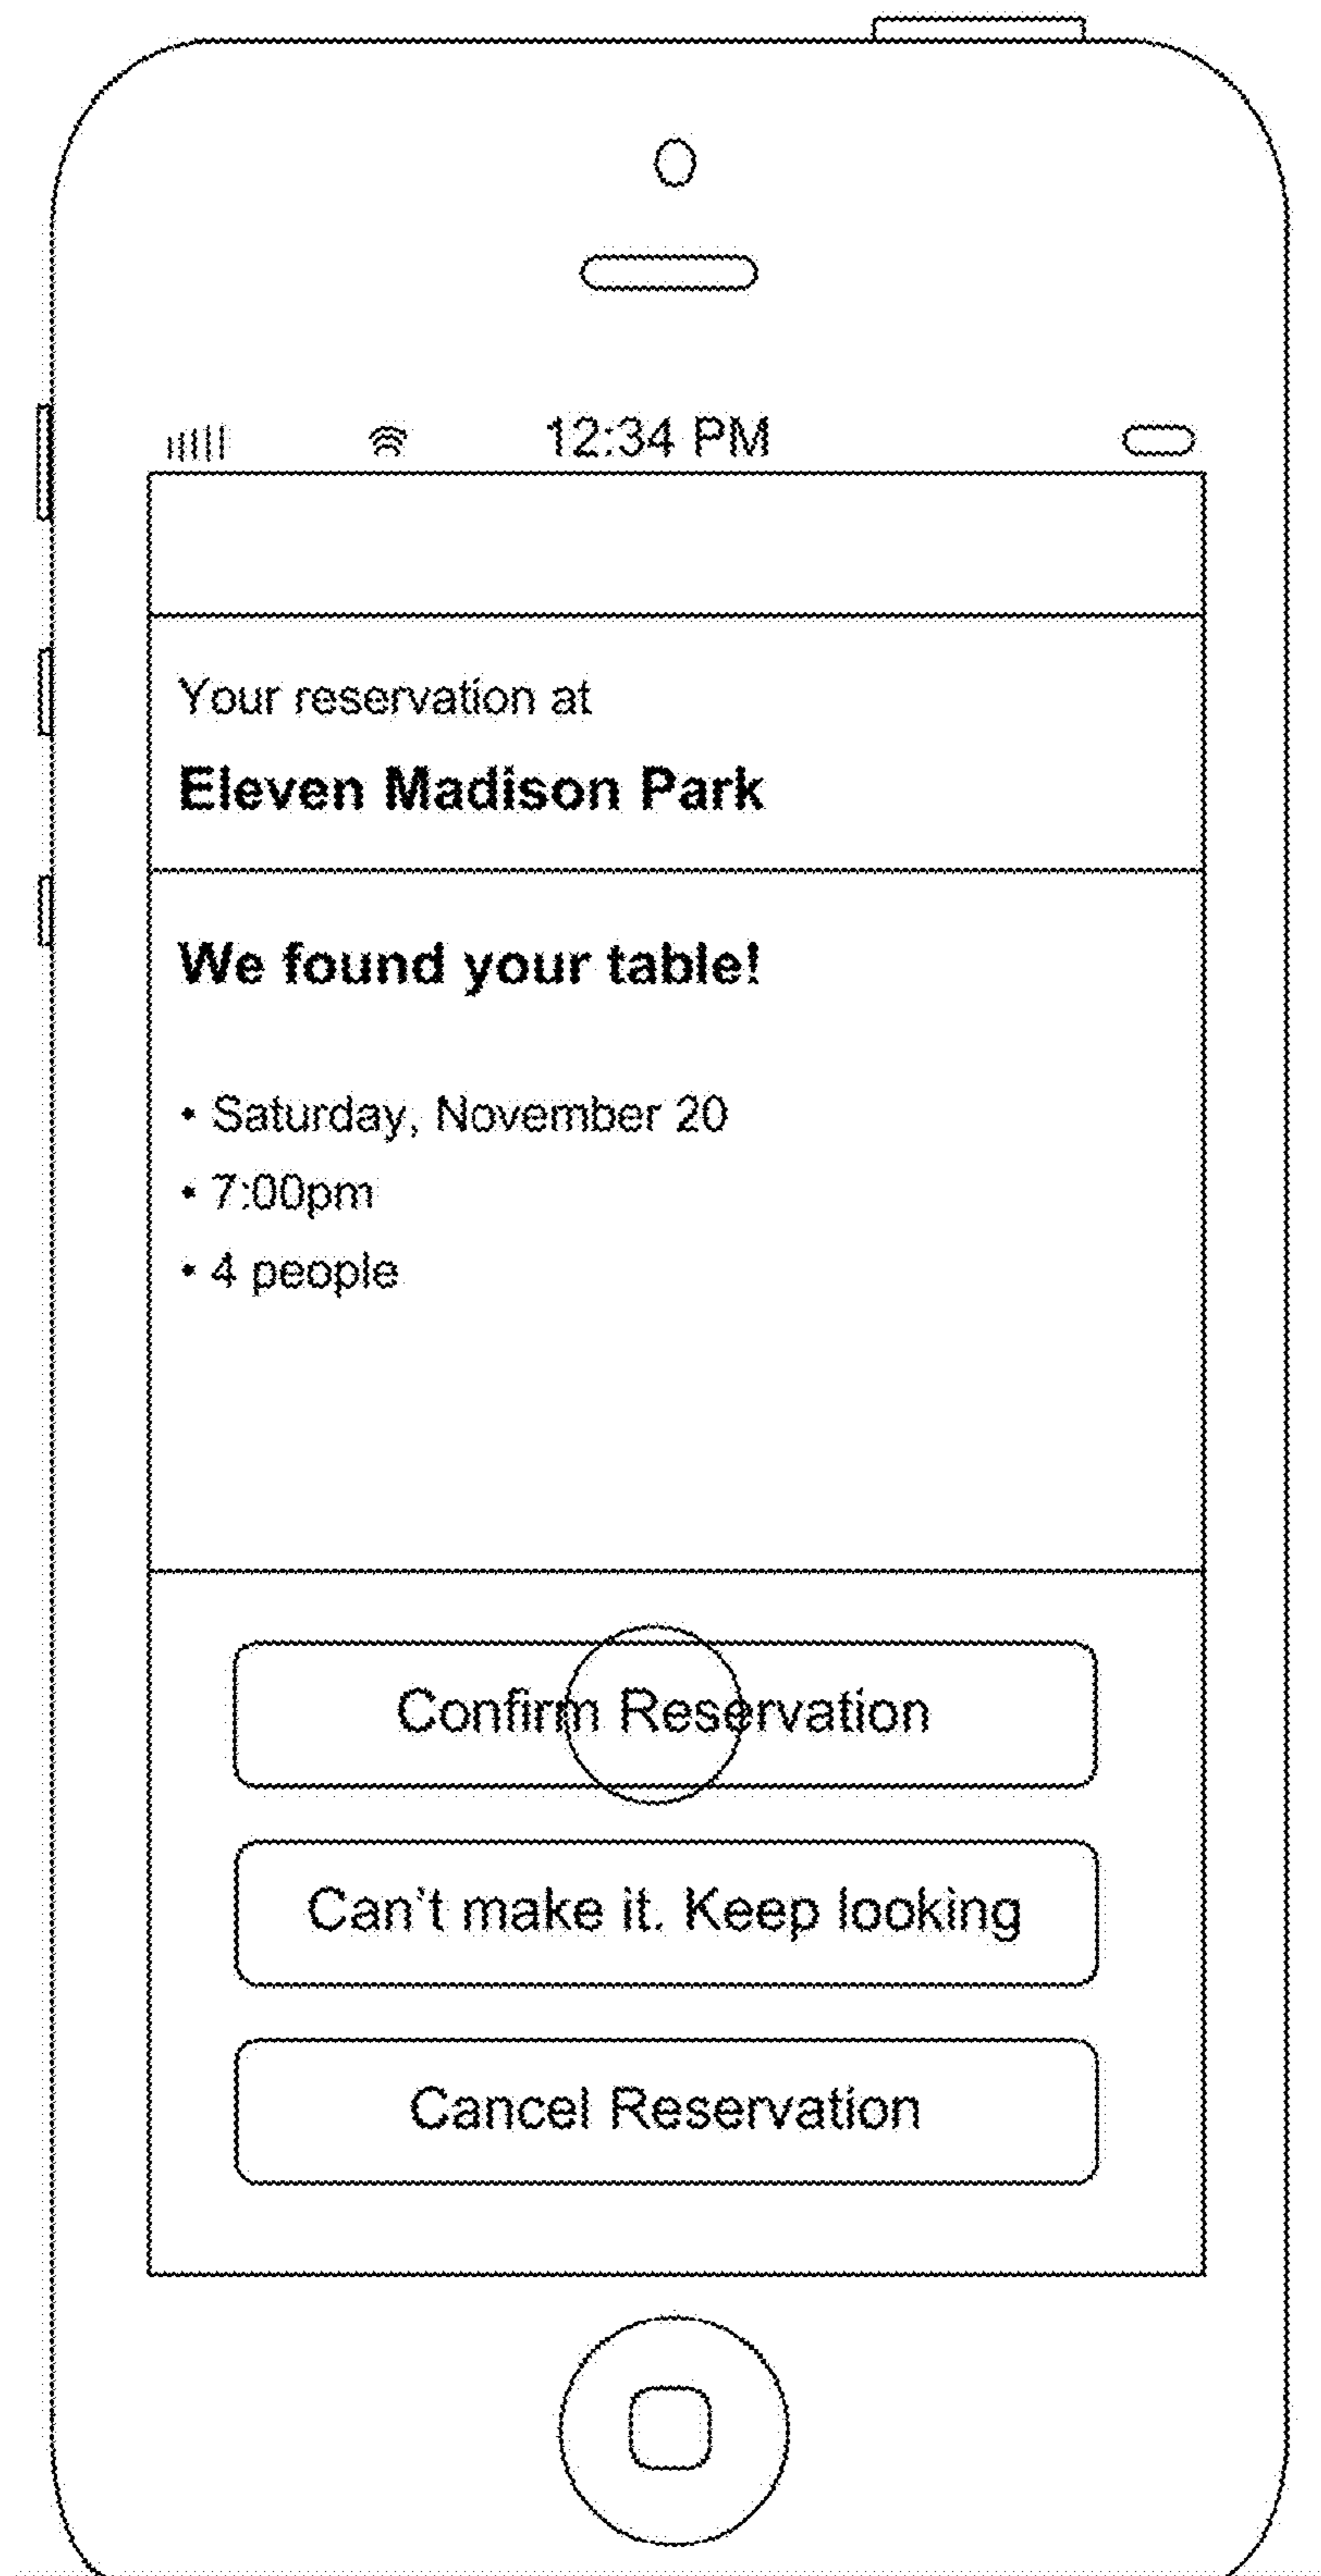 12:34 PM
Your reservation at
Eleven Madison Park
We found your table!
• Saturday, November 20
• 7:00pm
• 4 people
Confirm Reservation
Can't make it. Keep looking
Cancel Reservation